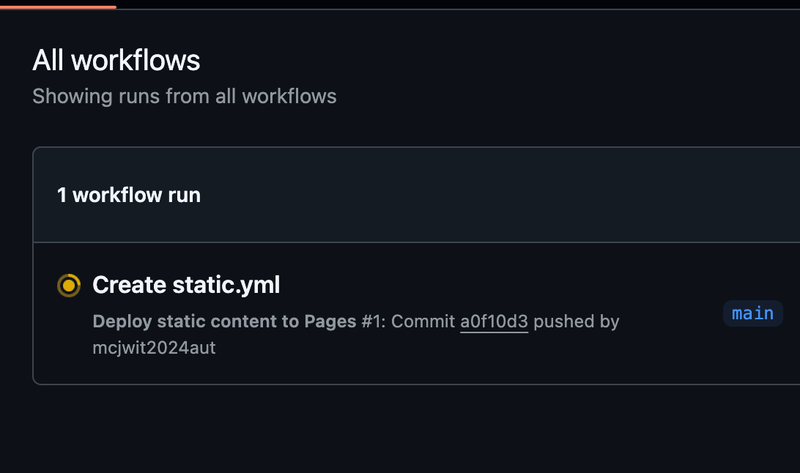 All workflows
Showing runs from all workflows
1 workflow run
Create static.yml
Deploy static content to Pages #1: Commit a0f10d3 pushed by
main
mcjwit2024aut